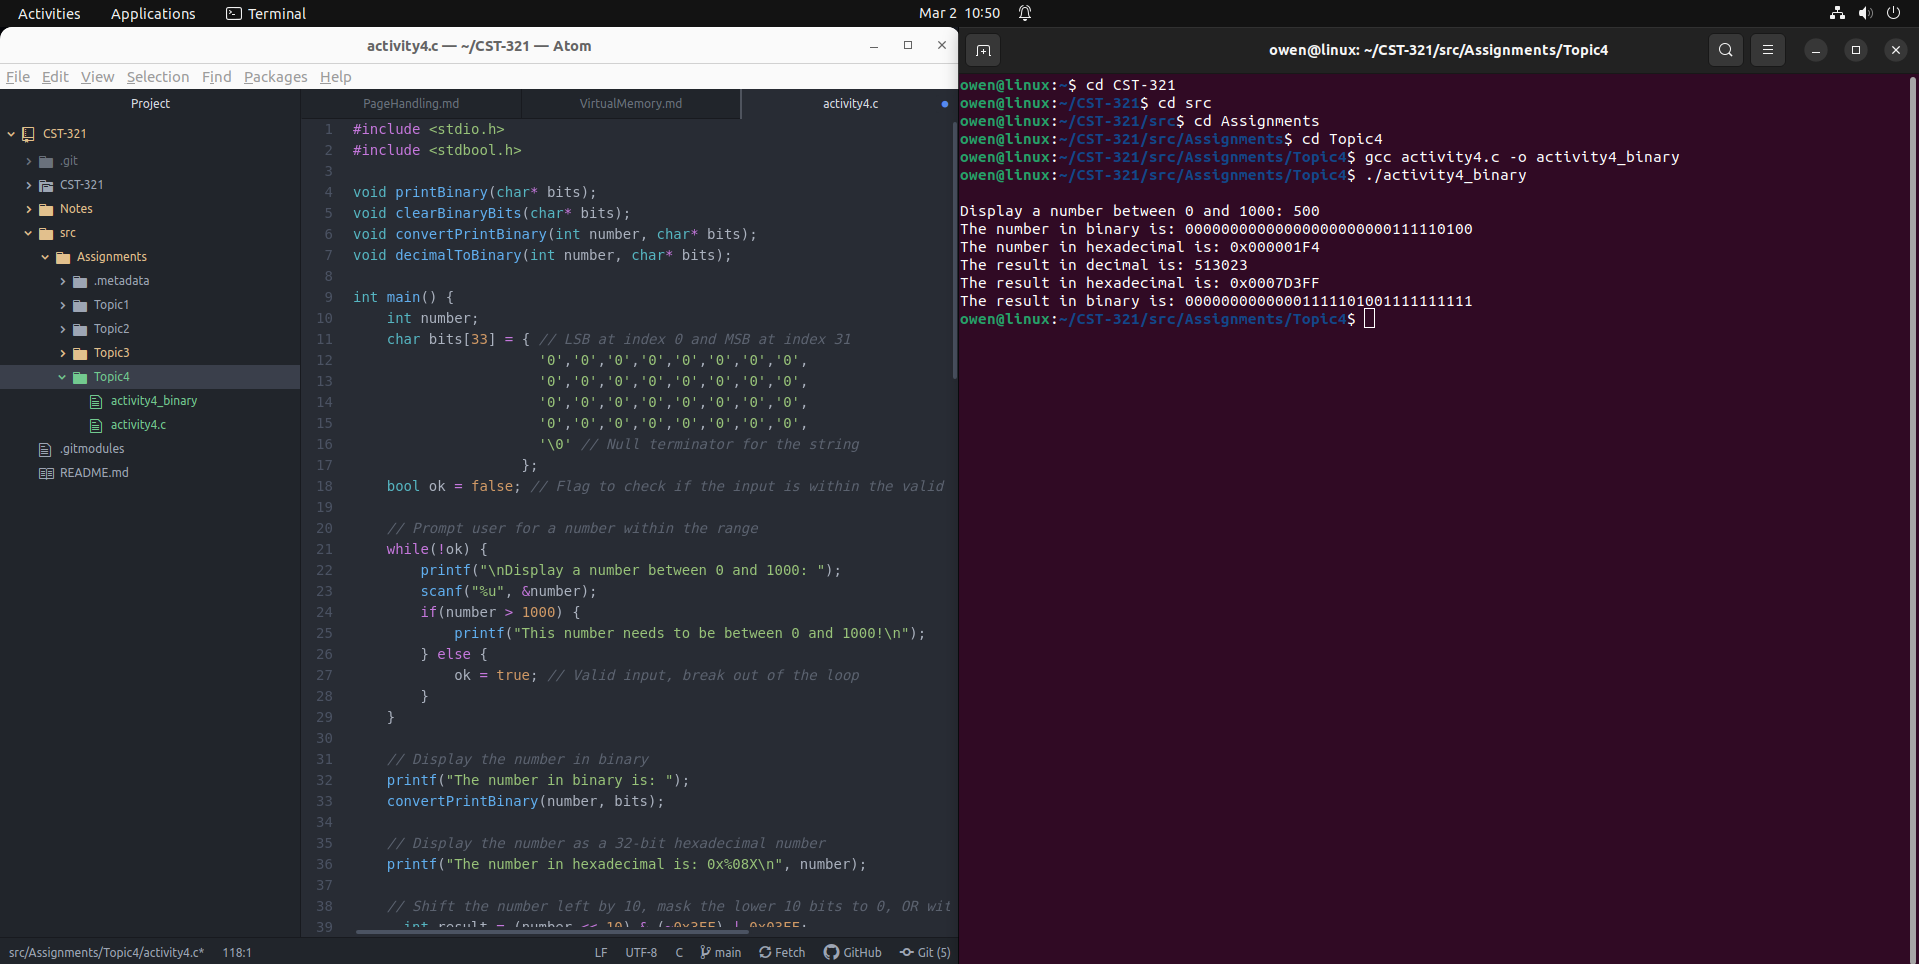 Activities Applications Terminal Mar 2 10:50
activity4.c — ~/CST-321 — Atom
File Edit View Selection Find Packages Help
Project
CST-321
.git
CST-321
Notes
src
Assignments
.metadata
Topic1
Topic2
Topic3
Topic4
activity4_binary
activity4.c
.gitmodules
README.md
PageHandling.md VirtualMemory.md activity4.c
1 #include <stdio.h>
2 #include <stdbool.h>
3
4 void printBinary(char* bits);
5 void clearBinaryBits(char* bits);
6 void convertPrintBinary(int number, char* bits);
7 void decimalToBinary(int number, char* bits);
8
9 int main() {
10 int number;
11 char bits[33] = { // LSB at index 0 and MSB at index 31
12 '0','0','0','0','0','0','0','0',
13 '0','0','0','0','0','0','0','0',
14 '0','0','0','0','0','0','0','0',
15 '0','0','0','0','0','0','0','0',
16 '\0' // Null terminator for the string
17 };
18 bool ok = false; // Flag to check if the input is within the valid
19
20 // Prompt user for a number within the range
21 while(!ok) {
22 printf("\nDisplay a number between 0 and 1000: ");
23 scanf("%u", &number);
24 if(number > 1000) {
25 printf("This number needs to be between 0 and 1000!\n");
26 } else {
27 ok = true; // Valid input, break out of the loop
28 }
29 }
30
31 // Display the number in binary
32 printf("The number in binary is: ");
33 convertPrintBinary(number, bits);
34
35 // Display the number as a 32-bit hexadecimal number
36 printf("The number in hexadecimal is: 0x%08X\n", number);
37
38 // Shift the number left by 10, mask the lower 10 bits to 0, OR wit
39 int result = (number << 10) & (~0x3FF) | 0x03FF;
src/Assignments/Topic4/activity4.c* 118:1 LF UTF-8 C main Fetch GitHub Git (5)
owen@linux: ~/CST-321/src/Assignments/Topic4
owen@linux:~$ cd CST-321
owen@linux:~/CST-321$ cd src
owen@linux:~/CST-321/src$ cd Assignments
owen@linux:~/CST-321/src/Assignments$ cd Topic4
owen@linux:~/CST-321/src/Assignments/Topic4$ gcc activity4.c -o activity4_binary
owen@linux:~/CST-321/src/Assignments/Topic4$ ./activity4_binary

Display a number between 0 and 1000: 500
The number in binary is: 00000000000000000000000111110100
The number in hexadecimal is: 0x000001F4
The result in decimal is: 513023
The result in hexadecimal is: 0x0007D3FF
The result in binary is: 00000000000001111101001111111111
owen@linux:~/CST-321/src/Assignments/Topic4$